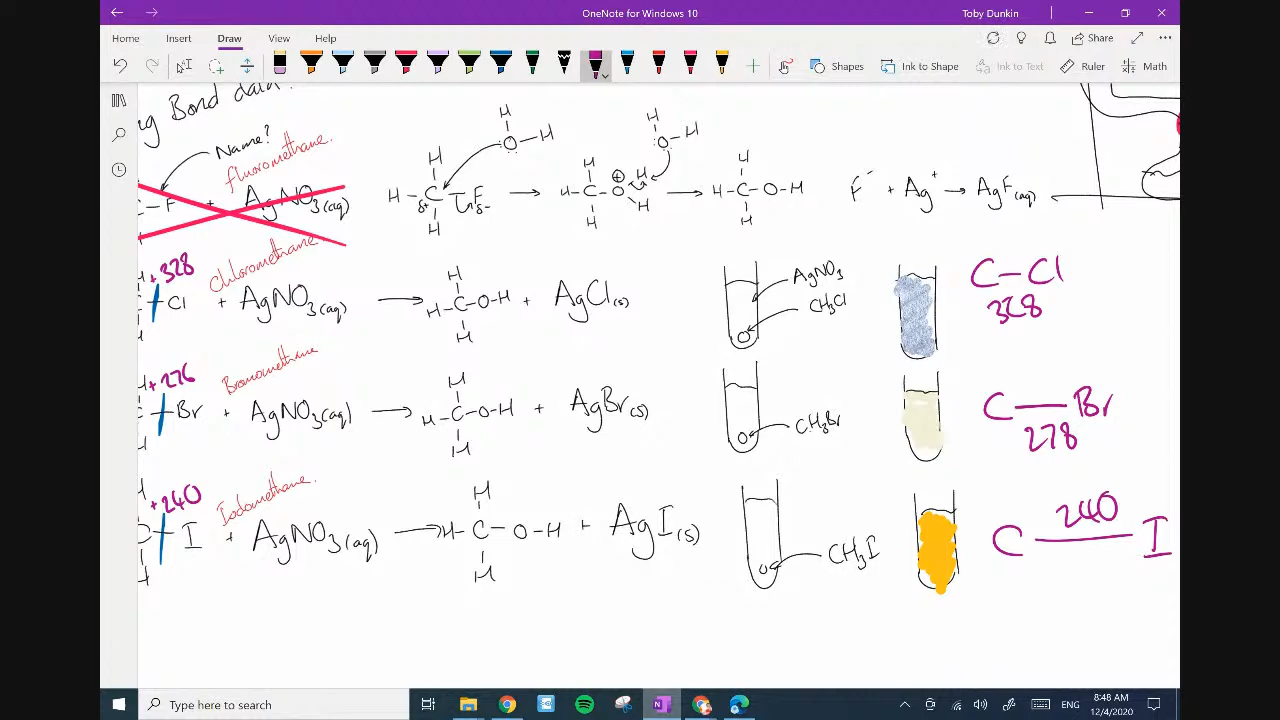 OneNote for Windows 10
Toby Dunkin
Home Insert Draw View Help
Share
Shapes Ink to Shape Ink to Text Ruler Math
ng Bond data.
Name?
fluoromethane.
C-F + AgNO3(aq)
H H
H-C-F δ+ δ-
H
H-O-H
H
H-C-O⊕-H
H H
H-O-H
H
H-C-O-H
H
F- + Ag+ → AgF(aq)
Chloromethane
+328
H
C-Cl + AgNO3(aq) → H-C-O-H + AgCl(s)
H H
AgNO3
CH3Cl
C-Cl
328
Bromomethane
+276
H
C-Br + AgNO3(aq) → H-C-O-H + AgBr(s)
H H
CH3Br
C-Br
278
Iodomethane.
+240
H
C-I + AgNO3(aq) → H-C-O-H + AgI(s)
H H
CH3I
C-I
240
Type here to search
ENG
8:48 AM
12/4/2020